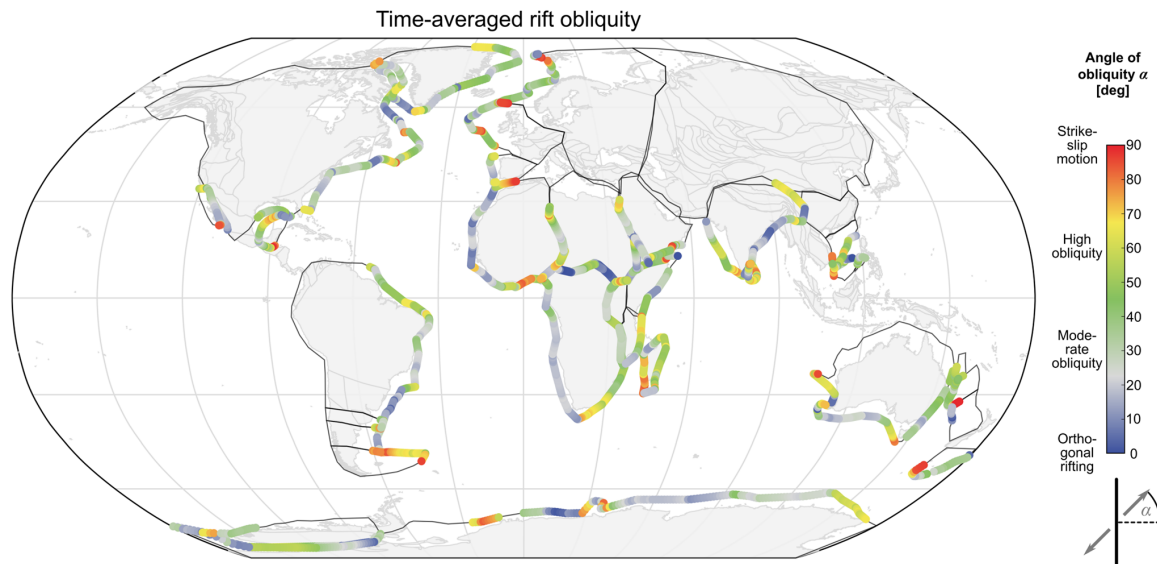 Time-averaged rift obliquity
Angle of
obliquity α
[deg]
Strike-
slip
motion
High
obliquity
Mode-
rate
obliquity
Ortho-
gonal
rifting
90
80
70
60
50
40
30
20
10
0
α